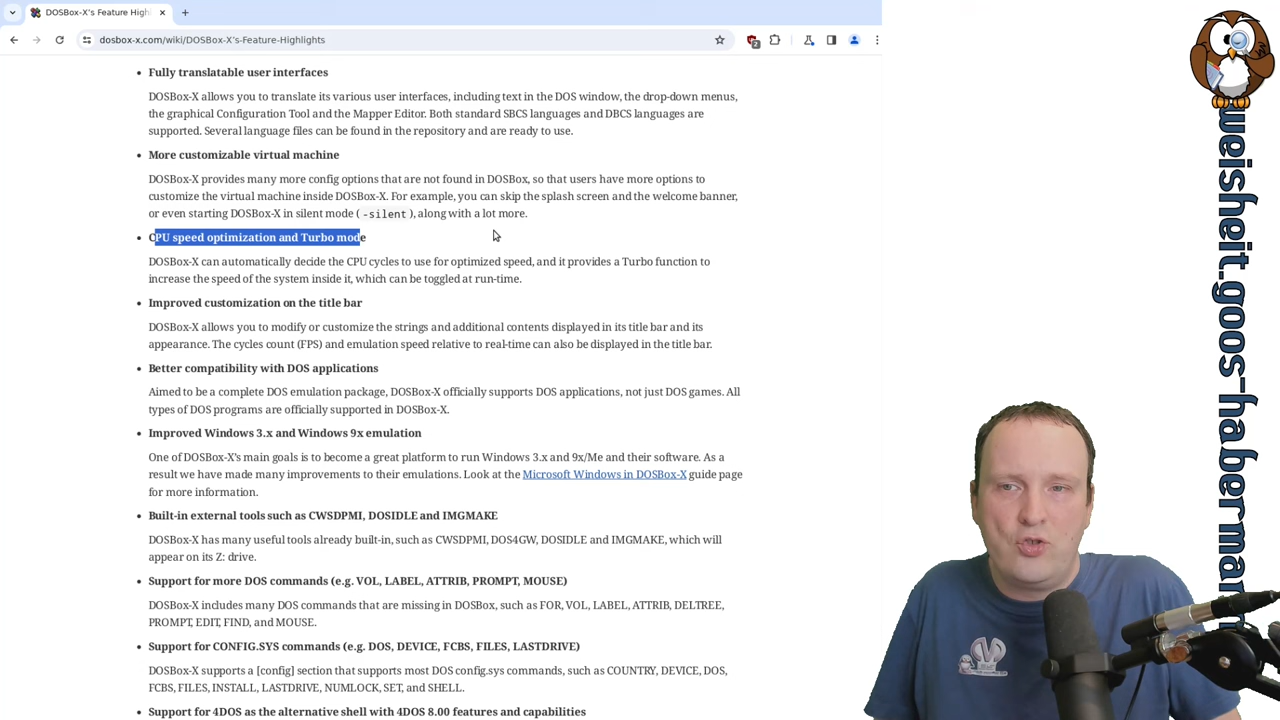 DOSBox-X's Feature High
dosbox-x.com/wiki/DOSBox-X's-Feature-Highlights
2
• Fully translatable user interfaces
DOSBox-X allows you to translate its various user interfaces, including text in the DOS window, the drop-down menus,
the graphical Configuration Tool and the Mapper Editor. Both standard SBCS languages and DBCS languages are
supported. Several language files can be found in the repository and are ready to use.
• More customizable virtual machine
DOSBox-X provides many more config options that are not found in DOSBox, so that users have more options to
customize the virtual machine inside DOSBox-X. For example, you can skip the splash screen and the welcome banner,
or even starting DOSBox-X in silent mode ( -silent ), along with a lot more.
• CPU speed optimization and Turbo mode
DOSBox-X can automatically decide the CPU cycles to use for optimized speed, and it provides a Turbo function to
increase the speed of the system inside it, which can be toggled at run-time.
• Improved customization on the title bar
DOSBox-X allows you to modify or customize the strings and additional contents displayed in its title bar and its
appearance. The cycles count (FPS) and emulation speed relative to real-time can also be displayed in the title bar.
• Better compatibility with DOS applications
Aimed to be a complete DOS emulation package, DOSBox-X officially supports DOS applications, not just DOS games. All
types of DOS programs are officially supported in DOSBox-X.
• Improved Windows 3.x and Windows 9x emulation
One of DOSBox-X's main goals is to become a great platform to run Windows 3.x and 9x/Me and their software. As a
result we have made many improvements to their emulations. Look at the Microsoft Windows in DOSBox-X guide page
for more information.
• Built-in external tools such as CWSDPMI, DOSIDLE and IMGMAKE
DOSBox-X has many useful tools already built-in, such as CWSDPMI, DOS4GW, DOSIDLE and IMGMAKE, which will
appear on its Z: drive.
• Support for more DOS commands (e.g. VOL, LABEL, ATTRIB, PROMPT, MOUSE)
DOSBox-X includes many DOS commands that are missing in DOSBox, such as FOR, VOL, LABEL, ATTRIB, DELTREE,
PROMPT, EDIT, FIND, and MOUSE.
• Support for CONFIG.SYS commands (e.g. DOS, DEVICE, FCBS, FILES, LASTDRIVE)
DOSBox-X supports a [config] section that supports most DOS config.sys commands, such as COUNTRY, DEVICE, DOS,
FCBS, FILES, INSTALL, LASTDRIVE, NUMLOCK, SET, and SHELL.
• Support for 4DOS as the alternative shell with 4DOS 8.00 features and capabilities
weisheit.goos-haberman